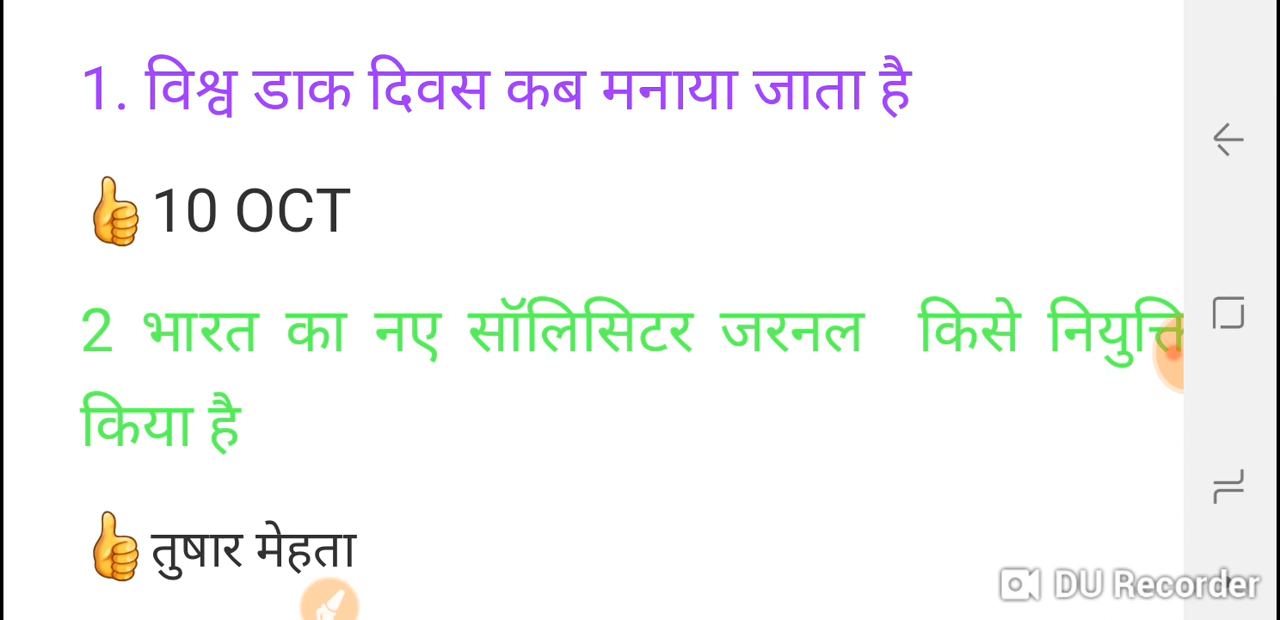 1. विश्व डाक दिवस कब मनाया जाता है
10 OCT
2 भारत का नए सॉलिसिटर जरनल किसे नियुक्ति
किया है
तुषार मेहता
DU Recorder